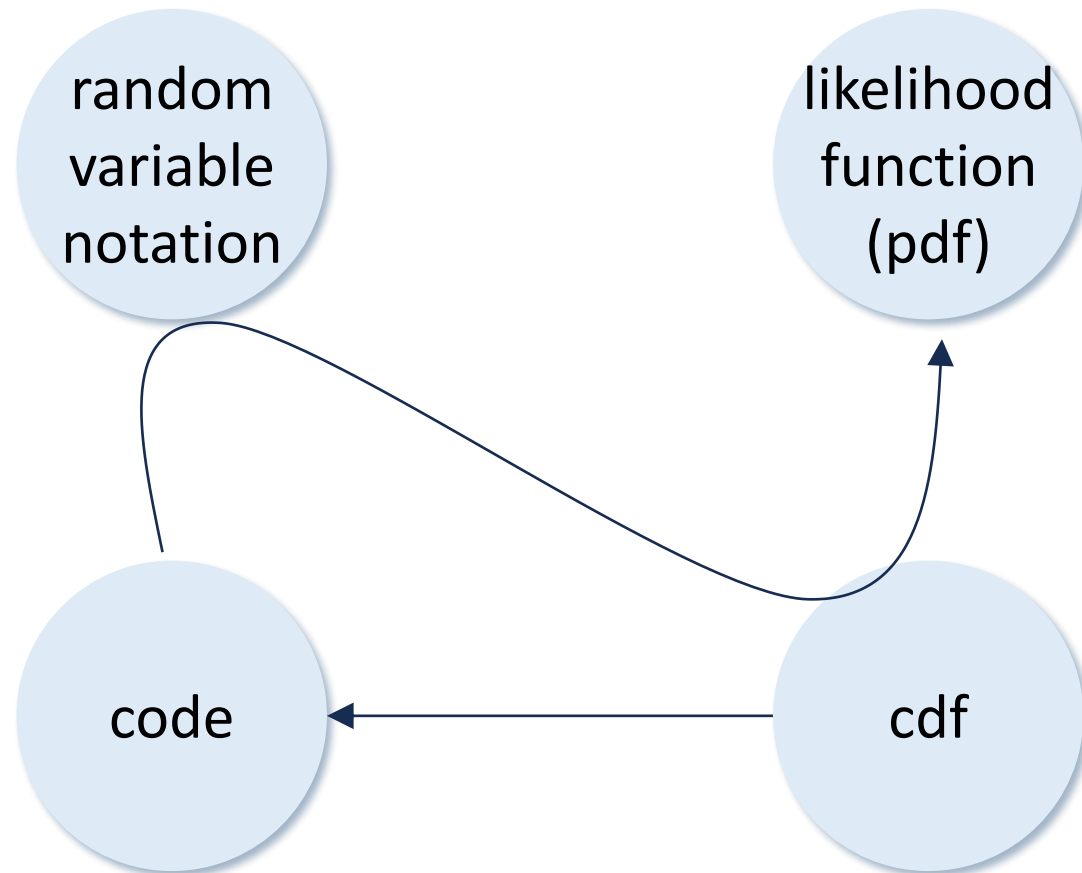 random
variable
notation
likelihood
function
(pdf)
code
cdf